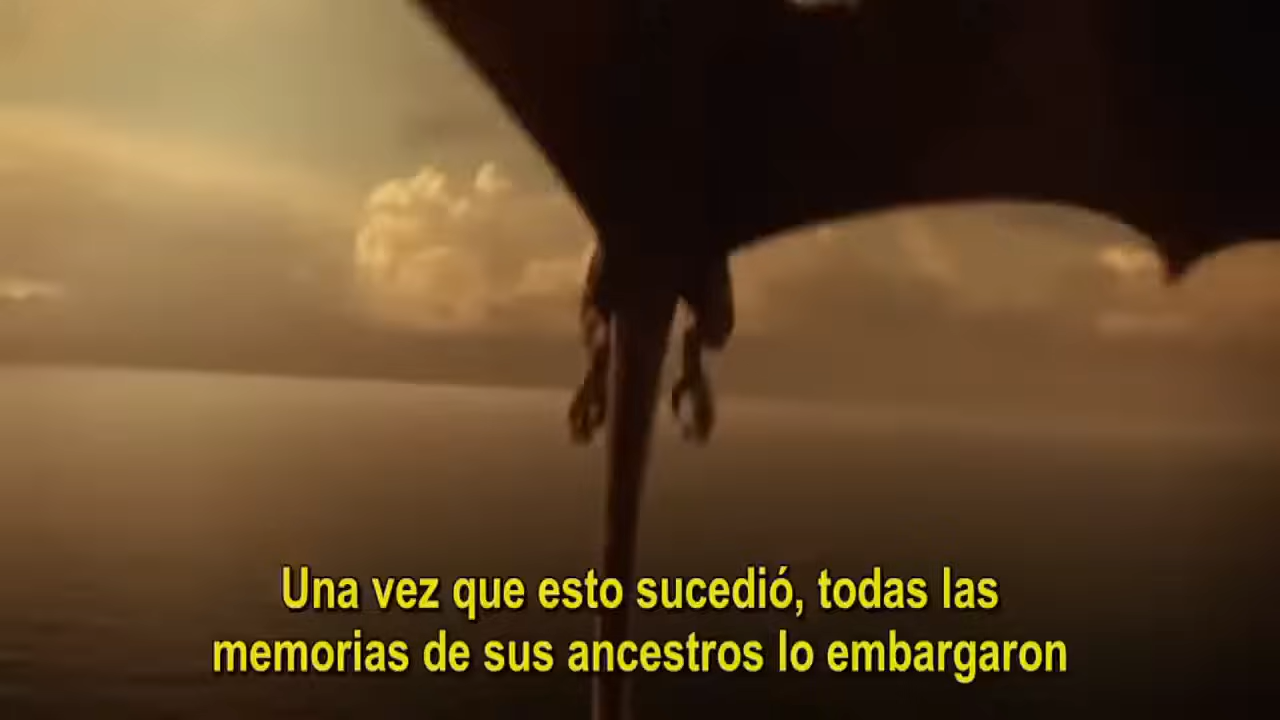 Una vez que esto sucedió, todas las
memorias de sus ancestros lo embargaron